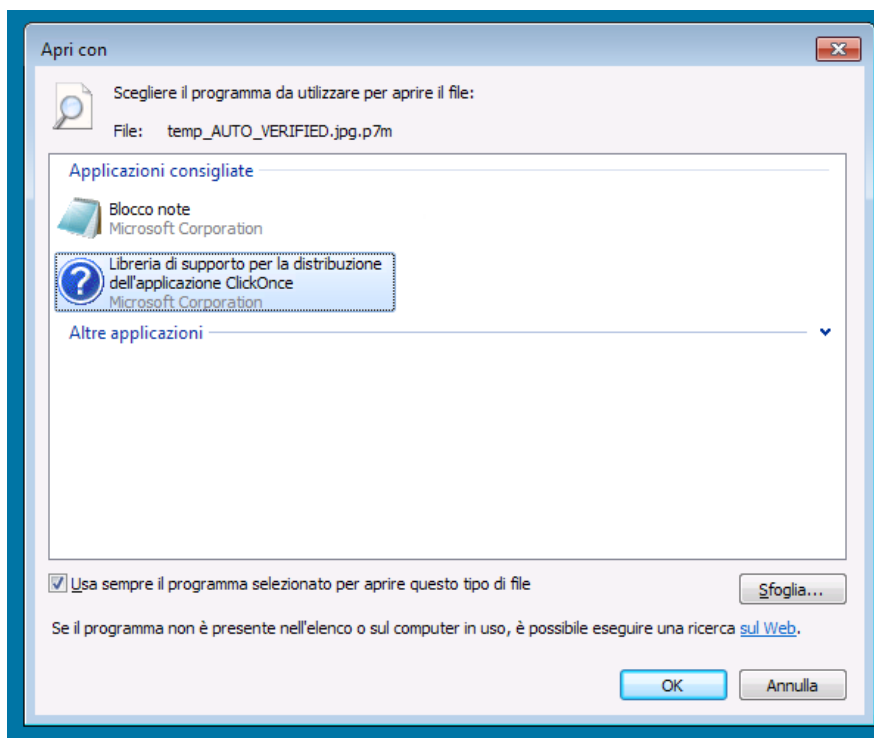 Apri con
Scegliere il programma da utilizzare per aprire il file:
File: temp_AUTO_VERIFIED.jpg.p7m
Applicazioni consigliate
Blocco note
Microsoft Corporation
Libreria di supporto per la distribuzione
dell'applicazione ClickOnce
Microsoft Corporation
Altre applicazioni
Usa sempre il programma selezionato per aprire questo tipo di file
Sfoglia...
Se il programma non è presente nell'elenco o sul computer in uso, è possibile eseguire una ricerca sul Web.
OK
Annulla